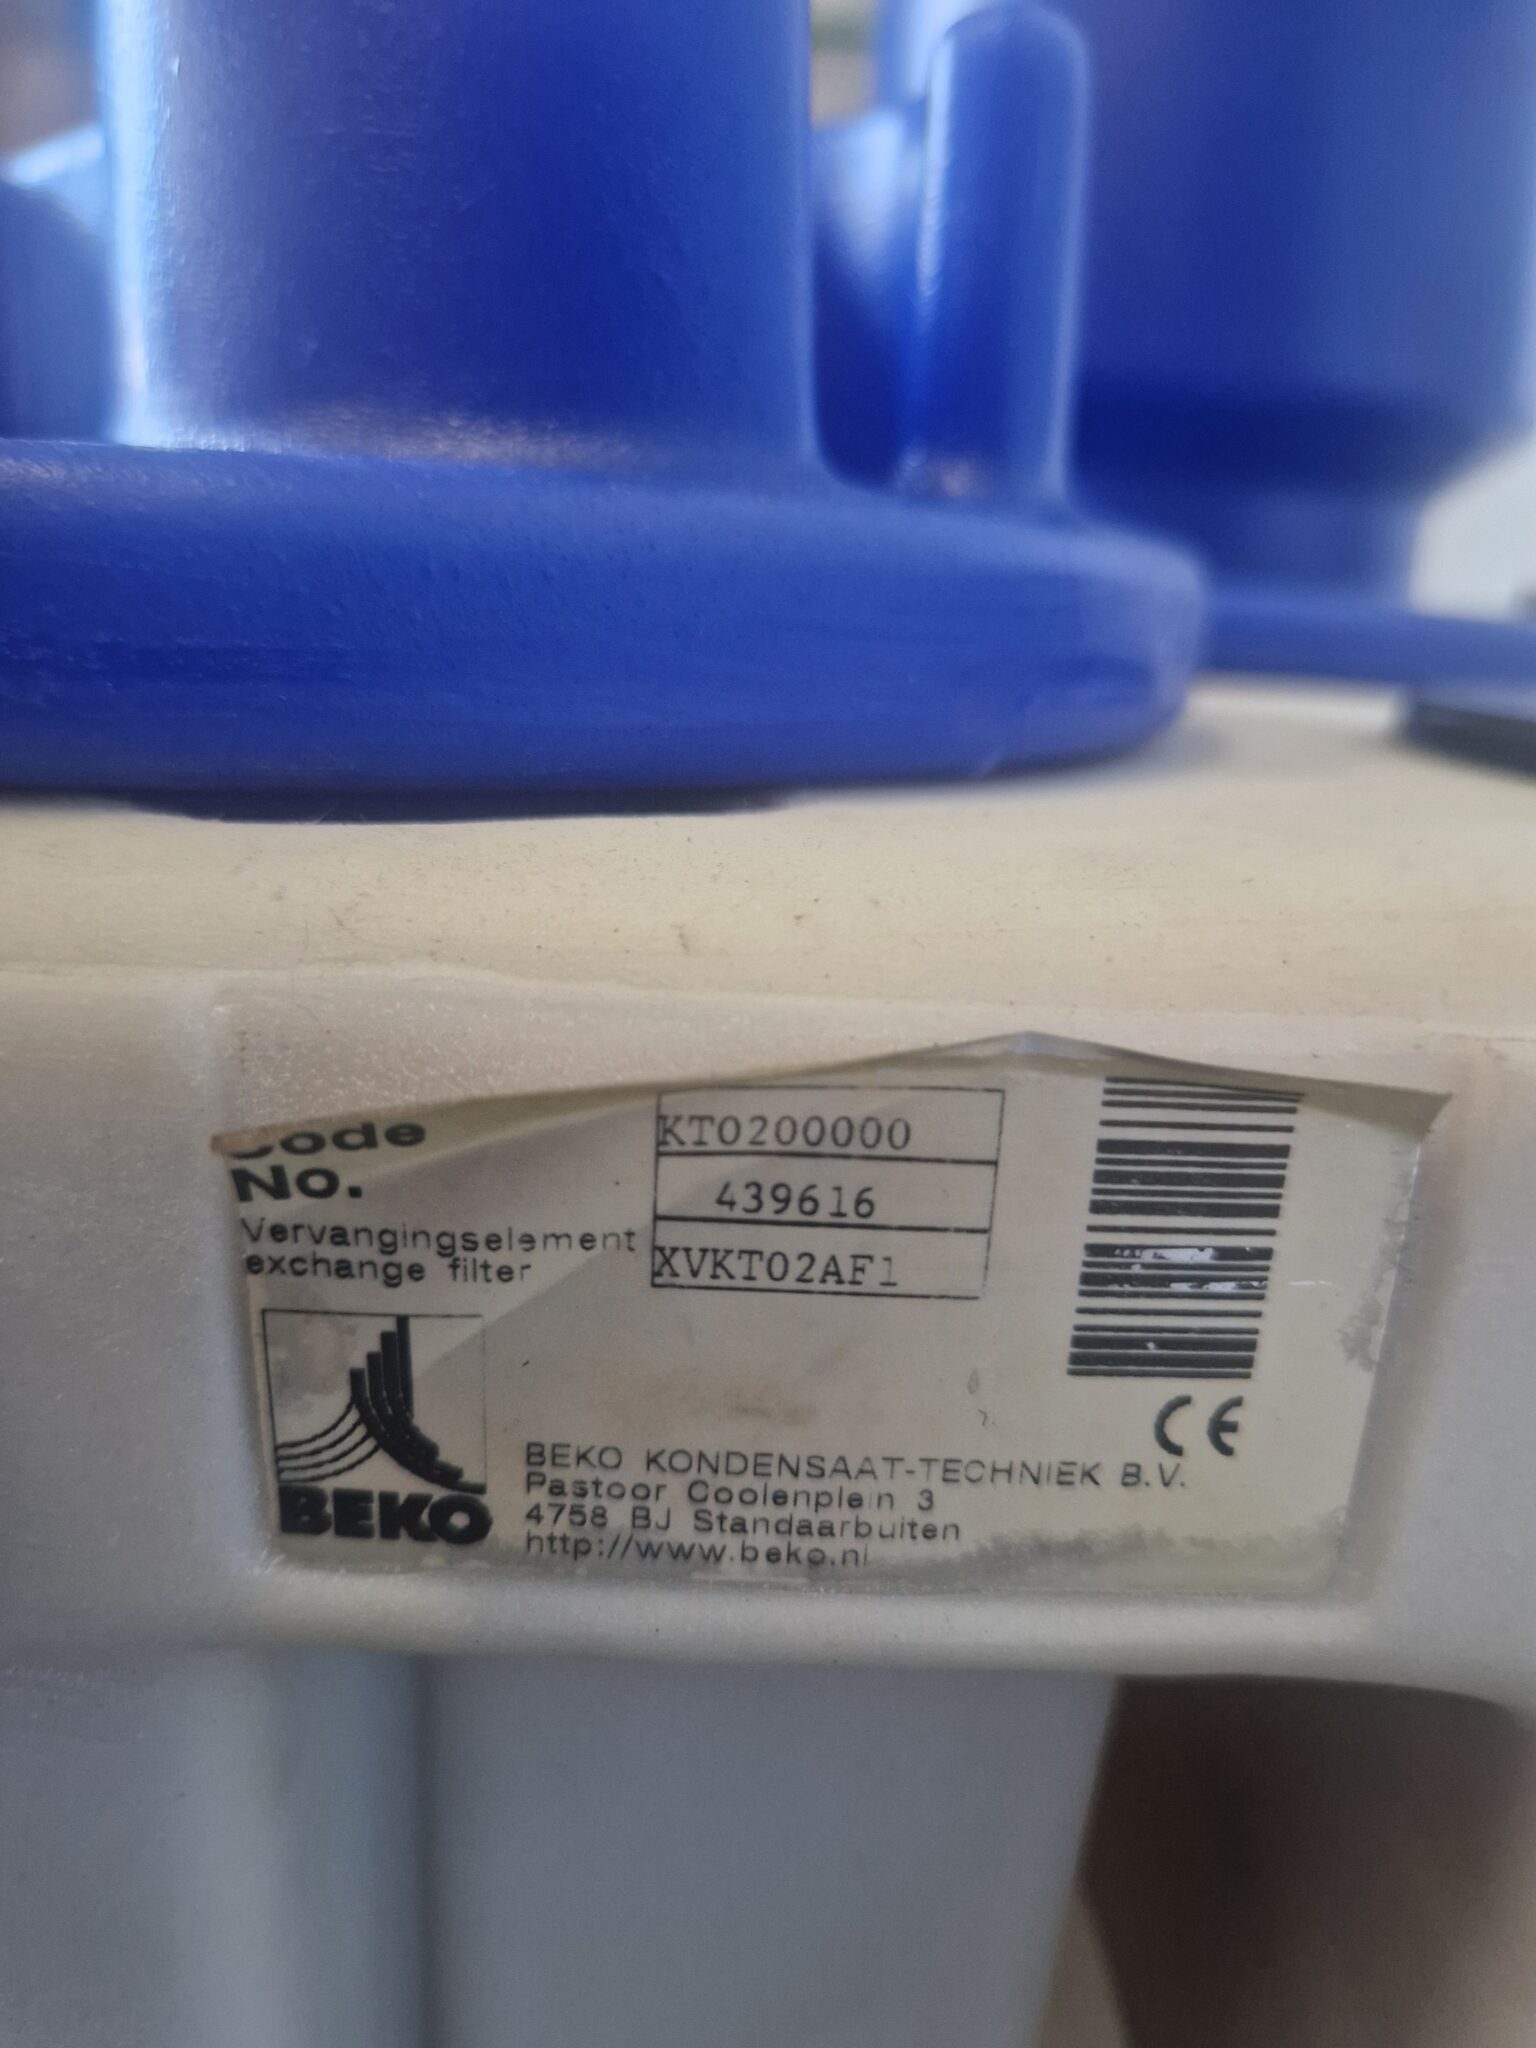 Code KT0200000
No. 439616
Vervangingselement
exchange filter XVKT02AF1
CE
BEKO
BEKO KONDENSAAT-TECHNIEK B.V.
Pastoor Coolenplein 3
4758 BJ Standaarbuiten
http://www.beko.nl